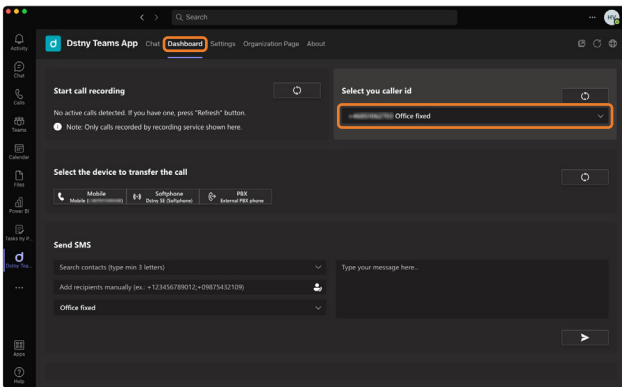 Search
HV
Activity
Chat
Calls
Teams
Calendar
Files
Power BI
Tasks by P...
Dstny Tea...
Apps
Help
d Dstny Teams App Chat Dashboard Settings Organization Page About
Start call recording
No active calls detected. If you have one, press "Refresh" button.
Note: Only calls recorded by recording service shown here.
Select you caller id
Office fixed
Select the device to transfer the call
Mobile
Mobile
Softphone
Dstny SE (Softphone)
PBX
External PBX phone
Send SMS
Search contacts (type min 3 letters)
Add recipients manually (ex.: +123456789012;+09875432109)
Office fixed
Type your message here..